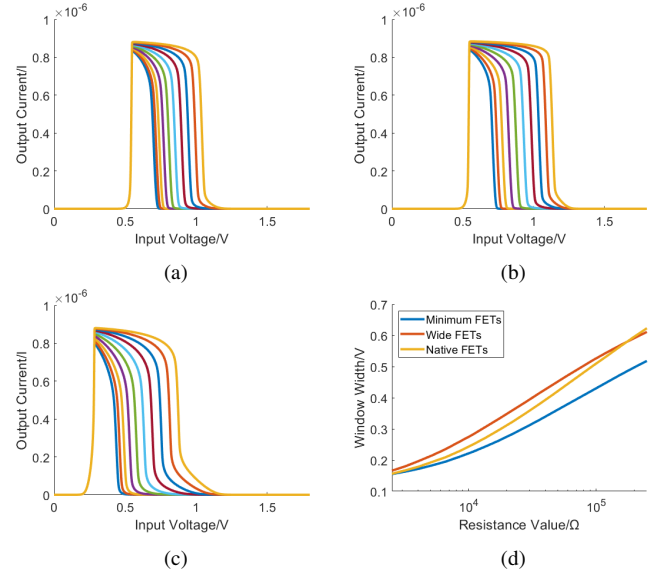 ×10⁻⁶
1
0.8
0.6
0.4
0.2
0
Output Current/I
0 0.5 1 1.5
Input Voltage/V
(a)
×10⁻⁶
1
0.8
0.6
0.4
0.2
0
Output Current/I
0 0.5 1 1.5
Input Voltage/V
(b)
×10⁻⁶
1
0.8
0.6
0.4
0.2
0
Output Current/I
0 0.5 1 1.5
Input Voltage/V
(c)
0.7
0.6
0.5
0.4
0.3
0.2
0.1
Window Width/V
Minimum FETs
Wide FETs
Native FETs
10⁴ 10⁵
Resistance Value/Ω
(d)